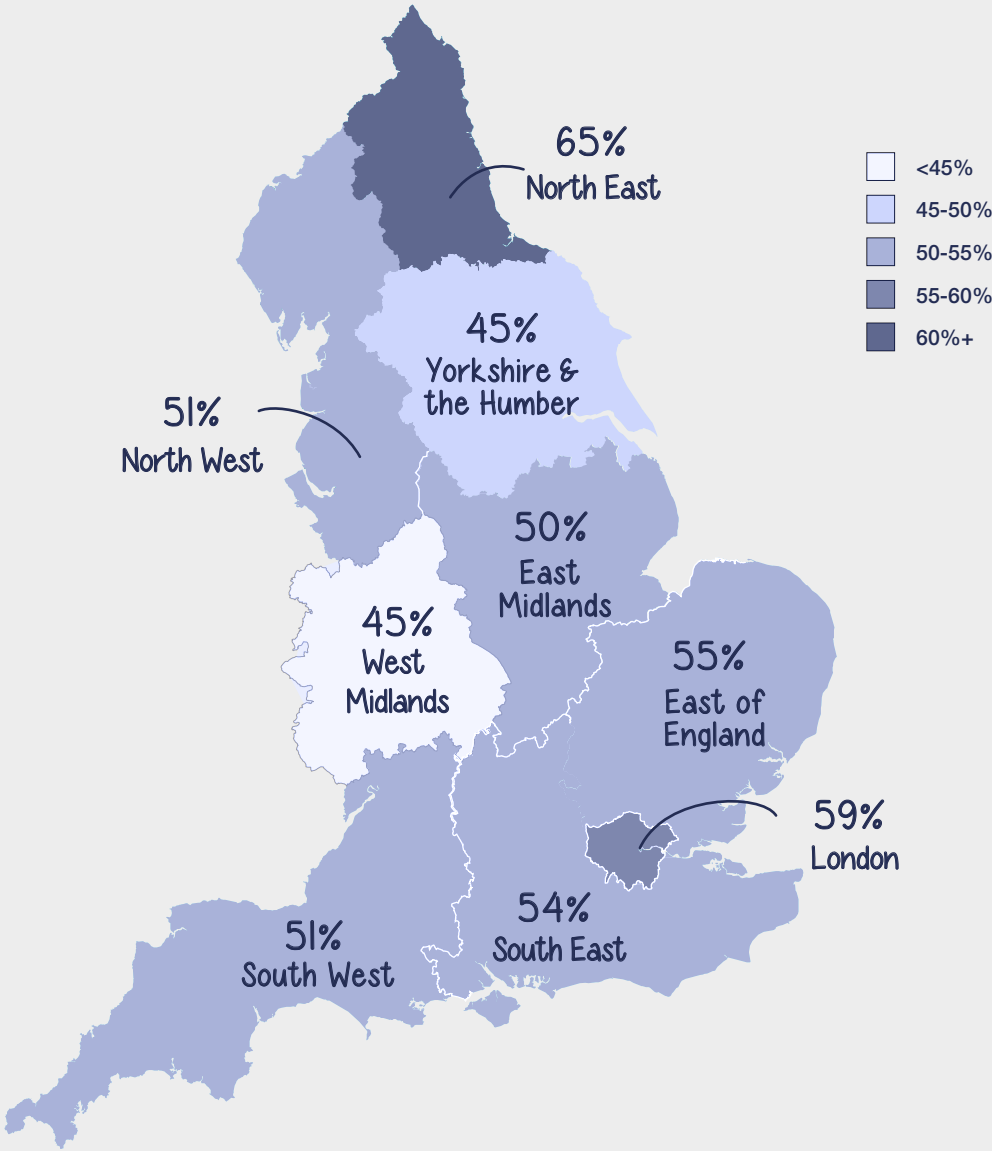 65%
North East
<45%
45-50%
50-55%
55-60%
60%+
45%
Yorkshire &
the Humber
51%
North West
50%
East
Midlands
45%
West
Midlands
55%
East of
England
59%
London
54%
South East
51%
South West